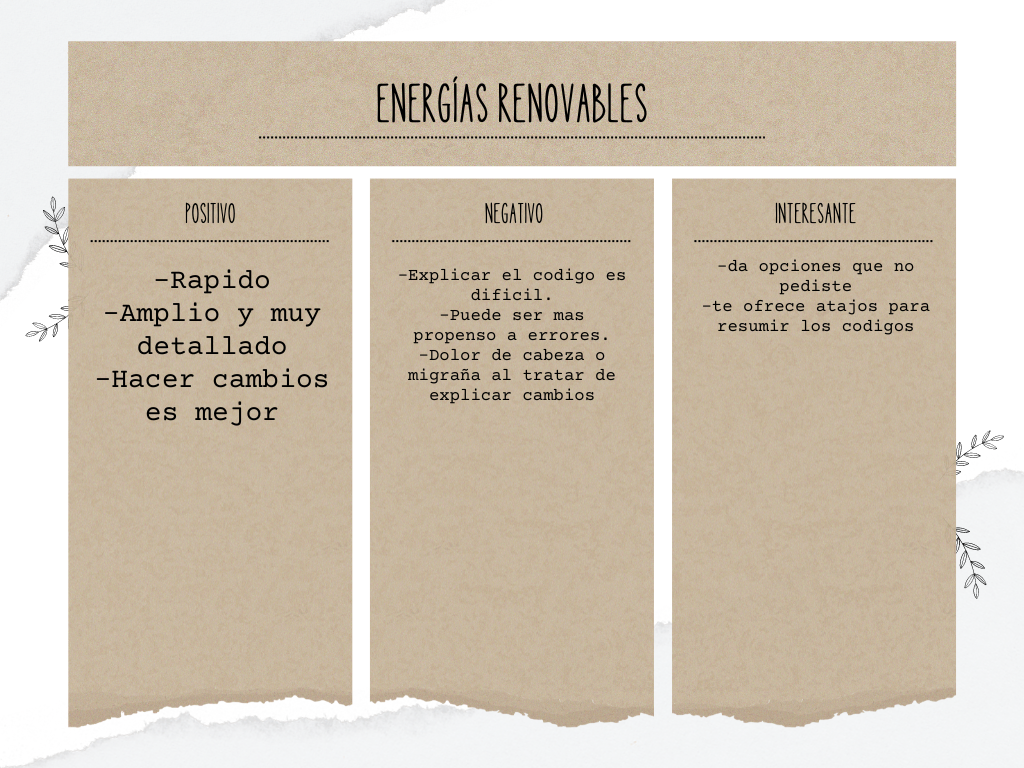 ENERGÍAS RENOVABLES
POSITIVO
-Rapido
-Amplio y muy
detallado
-Hacer cambios
es mejor
NEGATIVO
-Explicar el codigo es
dificil.
-Puede ser mas
propenso a errores.
-Dolor de cabeza o
migraña al tratar de
explicar cambios
INTERESANTE
-da opciones que no
pediste
-te ofrece atajos para
resumir los codigos